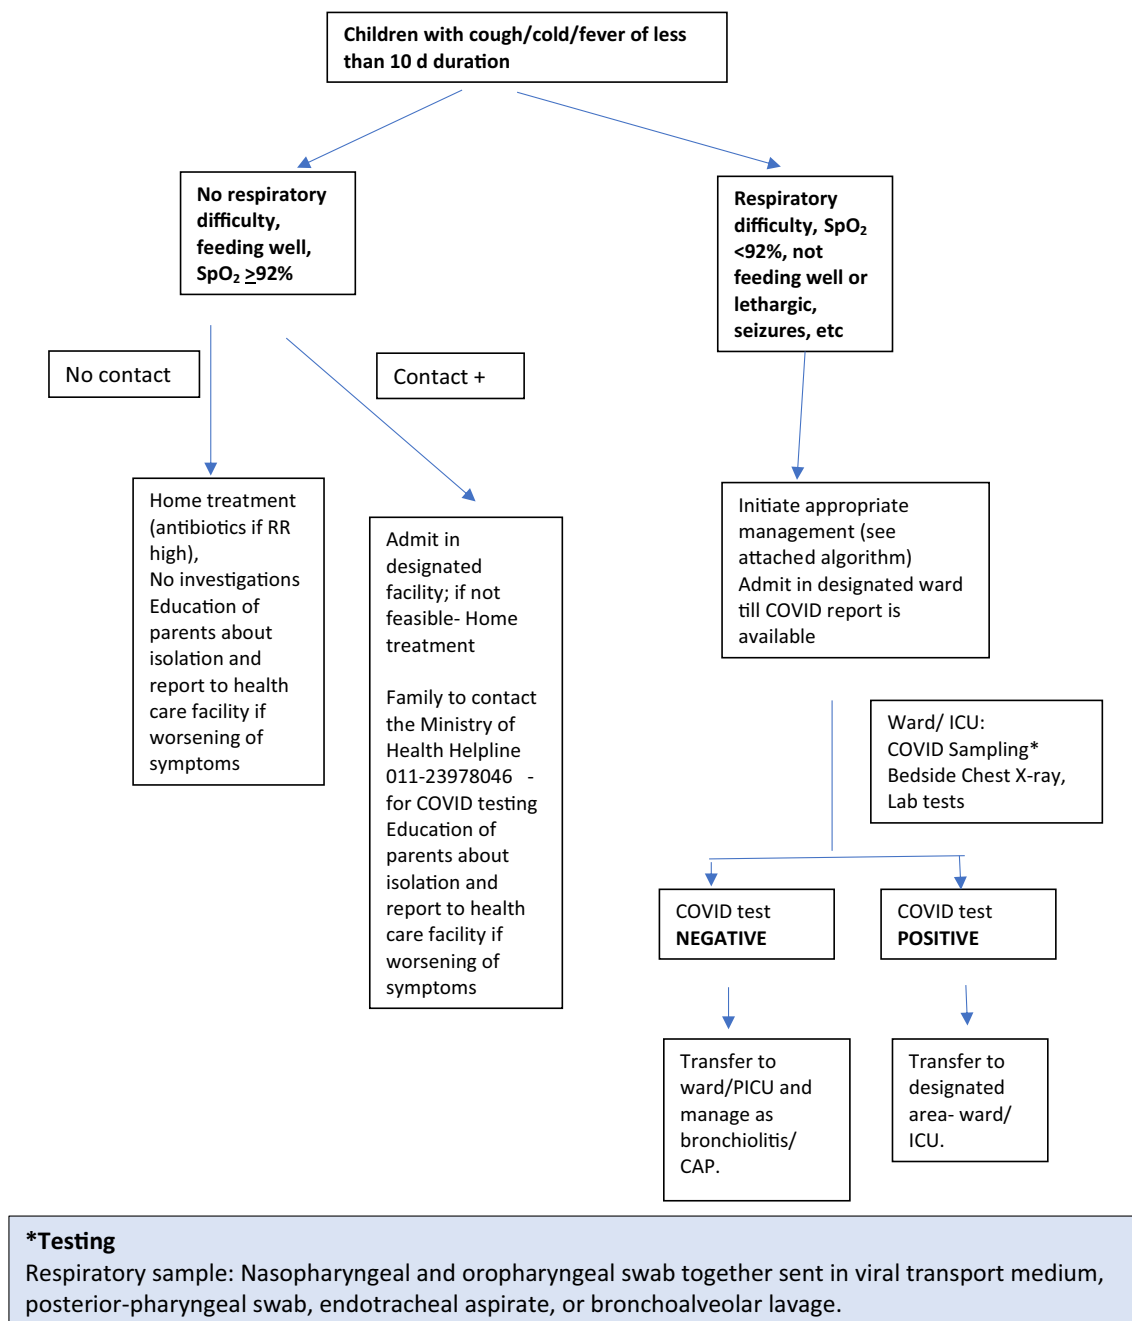 Children with cough/cold/fever of less
than 10 d duration
No respiratory
difficulty,
feeding well,
SpO₂ ≥92%
Respiratory
difficulty, SpO₂
<92%, not
feeding well or
lethargic,
seizures, etc
No contact
Contact +
Home treatment
(antibiotics if RR
high),
No investigations
Education of
parents about
isolation and
report to health
care facility if
worsening of
symptoms
Admit in
designated
facility; if not
feasible- Home
treatment
Family to contact
the Ministry of
Health Helpline
011-23978046 -
for COVID testing
Education of
parents about
isolation and
report to health
care facility if
worsening of
symptoms
Initiate appropriate
management (see
attached algorithm)
Admit in designated ward
till COVID report is
available
Ward/ ICU:
COVID Sampling*
Bedside Chest X-ray,
Lab tests
COVID test
NEGATIVE
COVID test
POSITIVE
Transfer to
ward/PICU and
manage as
bronchiolitis/
CAP.
Transfer to
designated
area- ward/
ICU.
*Testing
Respiratory sample: Nasopharyngeal and oropharyngeal swab together sent in viral transport medium,
posterior-pharyngeal swab, endotracheal aspirate, or bronchoalveolar lavage.